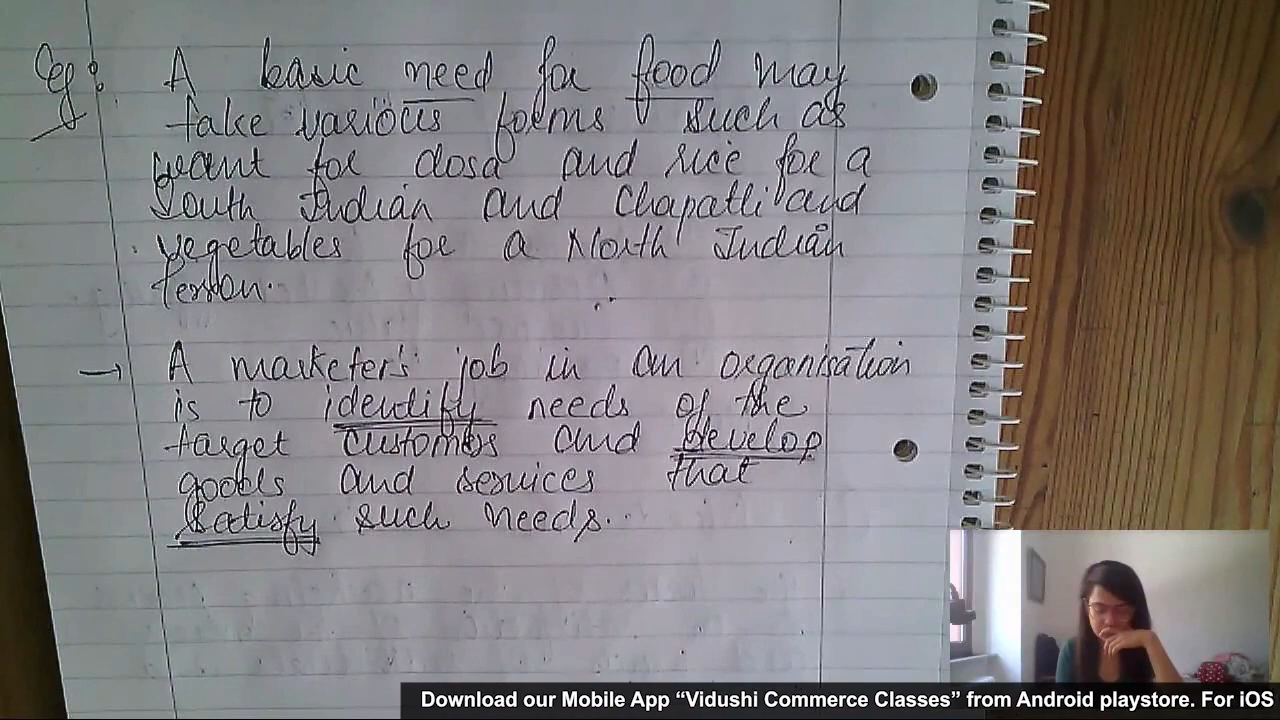 Eg: A basic need for food may
take various forms such as
want for dosa and rice for a
South Indian and Chapatti and
vegetables for a North Indian
Person.
→ A marketer's job in an organisation
is to identify needs of the
target customers and develop
goods and services that
satisfy such needs.
Download our Mobile App “Vidushi Commerce Classes” from Android playstore. For iOS